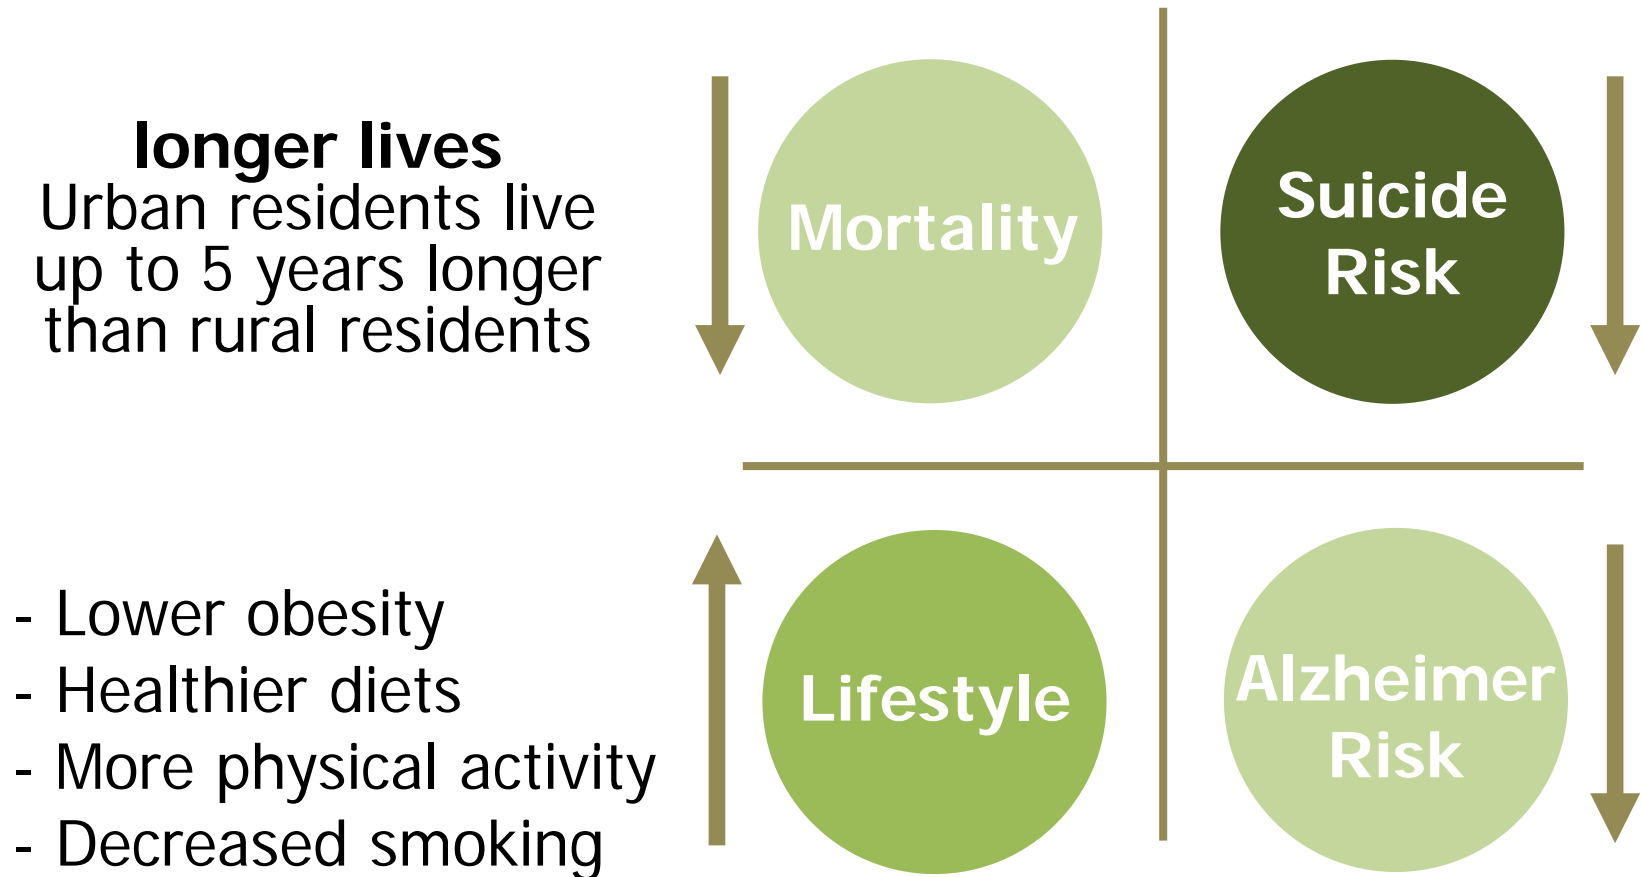 longer lives
Urban residents live
up to 5 years longer
than rural residents
Mortality
Suicide
Risk
- Lower obesity
- Healthier diets
- More physical activity
- Decreased smoking
Lifestyle
Alzheimer
Risk